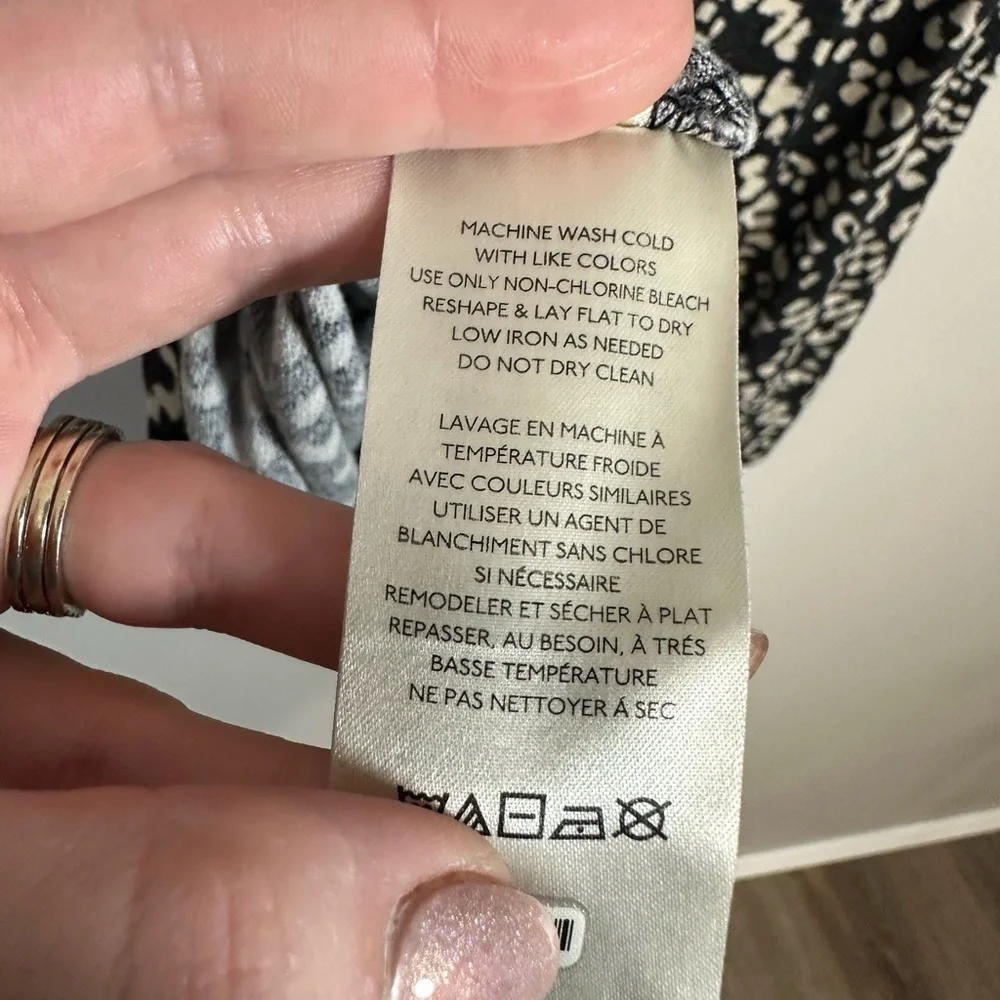 MACHINE WASH COLD
WITH LIKE COLORS
USE ONLY NON-CHLORINE BLEACH
RESHAPE & LAY FLAT TO DRY
LOW IRON AS NEEDED
DO NOT DRY CLEAN
LAVAGE EN MACHINE À
TEMPÉRATURE FROIDE
AVEC COULEURS SIMILAIRES
UTILISER UN AGENT DE
BLANCHIMENT SANS CHLORE
SI NÉCESSAIRE
REMODELER ET SÉCHER À PLAT
REPASSER, AU BESOIN, À TRÉS
BASSE TEMPÉRATURE
NE PAS NETTOYER Á SEC